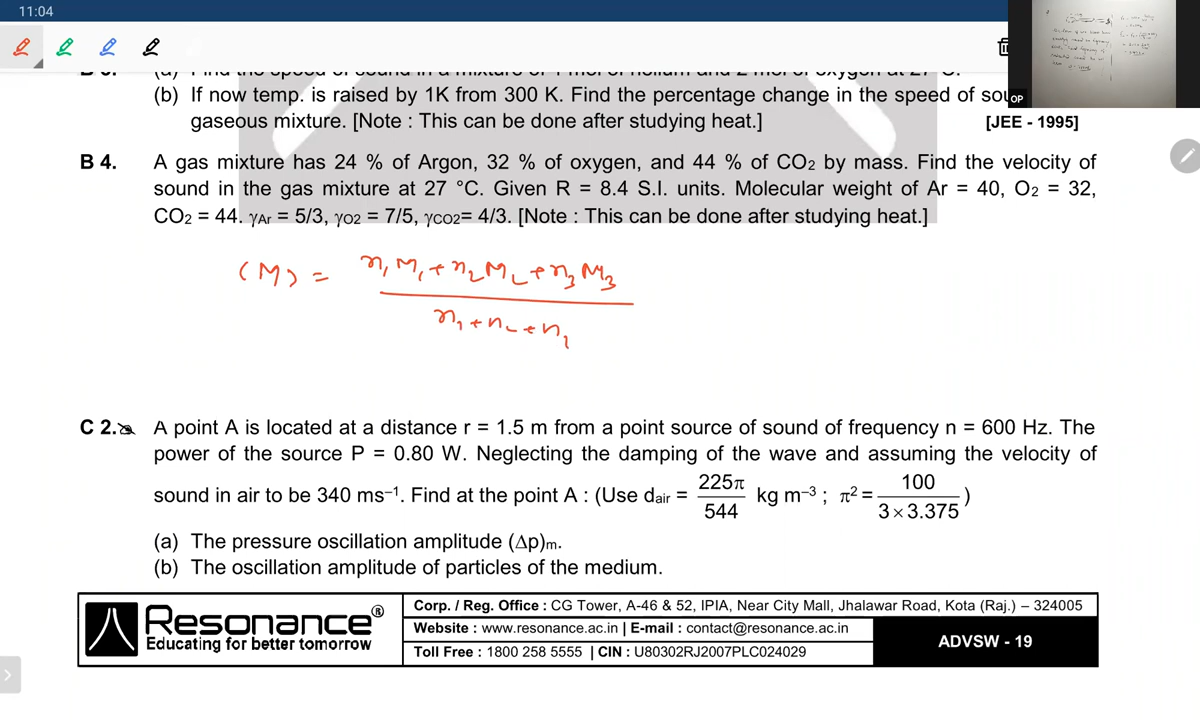 11:04
OP
(b) If now temp. is raised by 1K from 300 K. Find the percentage change in the speed of
gaseous mixture. [Note : This can be done after studying heat.] [JEE - 1995]
B 4. A gas mixture has 24 % of Argon, 32 % of oxygen, and 44 % of CO2 by mass. Find the velocity of
sound in the gas mixture at 27 °C. Given R = 8.4 S.I. units. Molecular weight of Ar = 40, O2 = 32,
CO2 = 44. γAr = 5/3, γO2 = 7/5, γCO2= 4/3. [Note : This can be done after studying heat.]
(M) = n₁M₁+n₂M₂+n₃M₃
n₁+n₂+n₂
C 2. A point A is located at a distance r = 1.5 m from a point source of sound of frequency n = 600 Hz. The
power of the source P = 0.80 W. Neglecting the damping of the wave and assuming the velocity of
sound in air to be 340 ms–1. Find at the point A : (Use dair = 225π/544 kg m–3 ; π2 = 100/3×3.375)
(a) The pressure oscillation amplitude (Δp)m.
(b) The oscillation amplitude of particles of the medium.
Resonance®
Educating for better tomorrow
Corp. / Reg. Office : CG Tower, A-46 & 52, IPIA, Near City Mall, Jhalawar Road, Kota (Raj.) – 324005
Website : www.resonance.ac.in | E-mail : contact@resonance.ac.in
Toll Free : 1800 258 5555 | CIN : U80302RJ2007PLC024029
ADVSW - 19